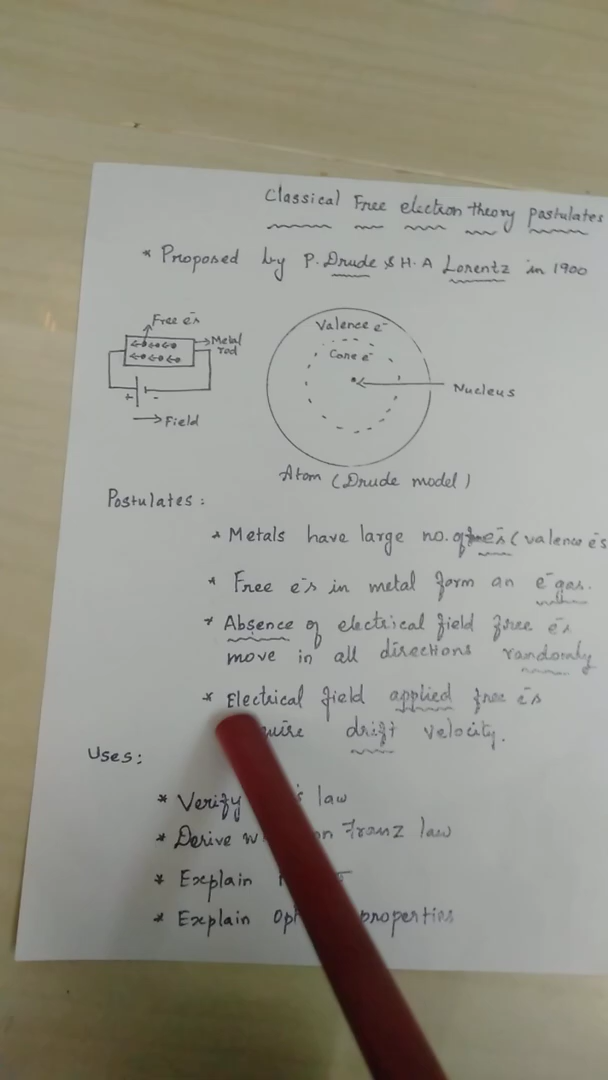 Classical Free electron theory postulates
* Proposed by P. Drude & H. A Lorentz in 1900
Free e⁻s
Metal
rod
+ -
Field
Valence e⁻
Core e⁻
Nucleus
Atom (Drude model)
Postulates:
* Metals have large no. of e⁻s (valence e⁻s
* Free e⁻s in metal form an e⁻ gas.
* Absence of electrical field free e⁻s
move in all directions randomly
* Electrical field applied free e⁻s
drift velocity.
Uses:
* Verify law
* Derive Franz law
* Explain
* Explain properties